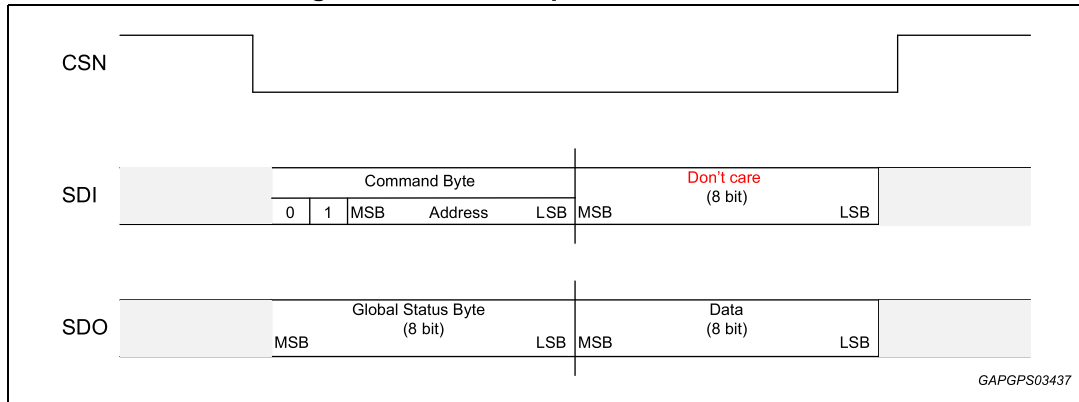 CSN
SDI
Command Byte
0 1 MSB Address LSB
Don't care
(8 bit)
MSB LSB
SDO
Global Status Byte
(8 bit)
MSB LSB
Data
(8 bit)
MSB LSB
GAPGPS03437